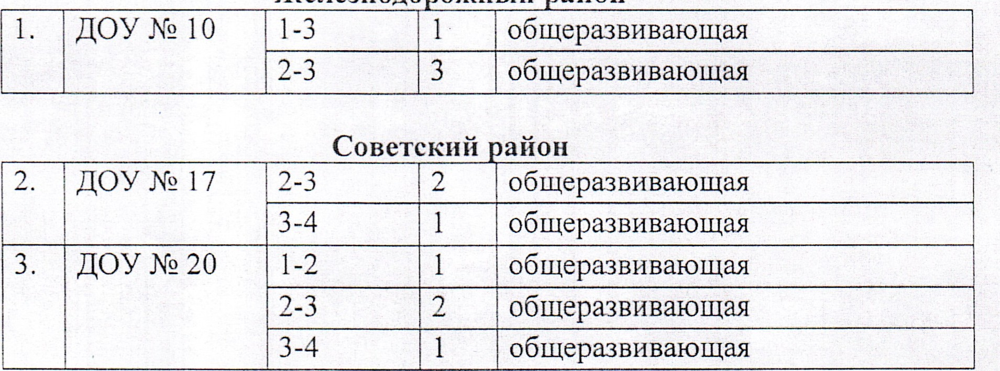 Железнодорожный район
1. ДОУ № 10 1-3 1 общеразвивающая
2-3 3 общеразвивающая
Советский район
2. ДОУ № 17 2-3 2 общеразвивающая
3-4 1 общеразвивающая
3. ДОУ № 20 1-2 1 общеразвивающая
2-3 2 общеразвивающая
3-4 1 общеразвивающая